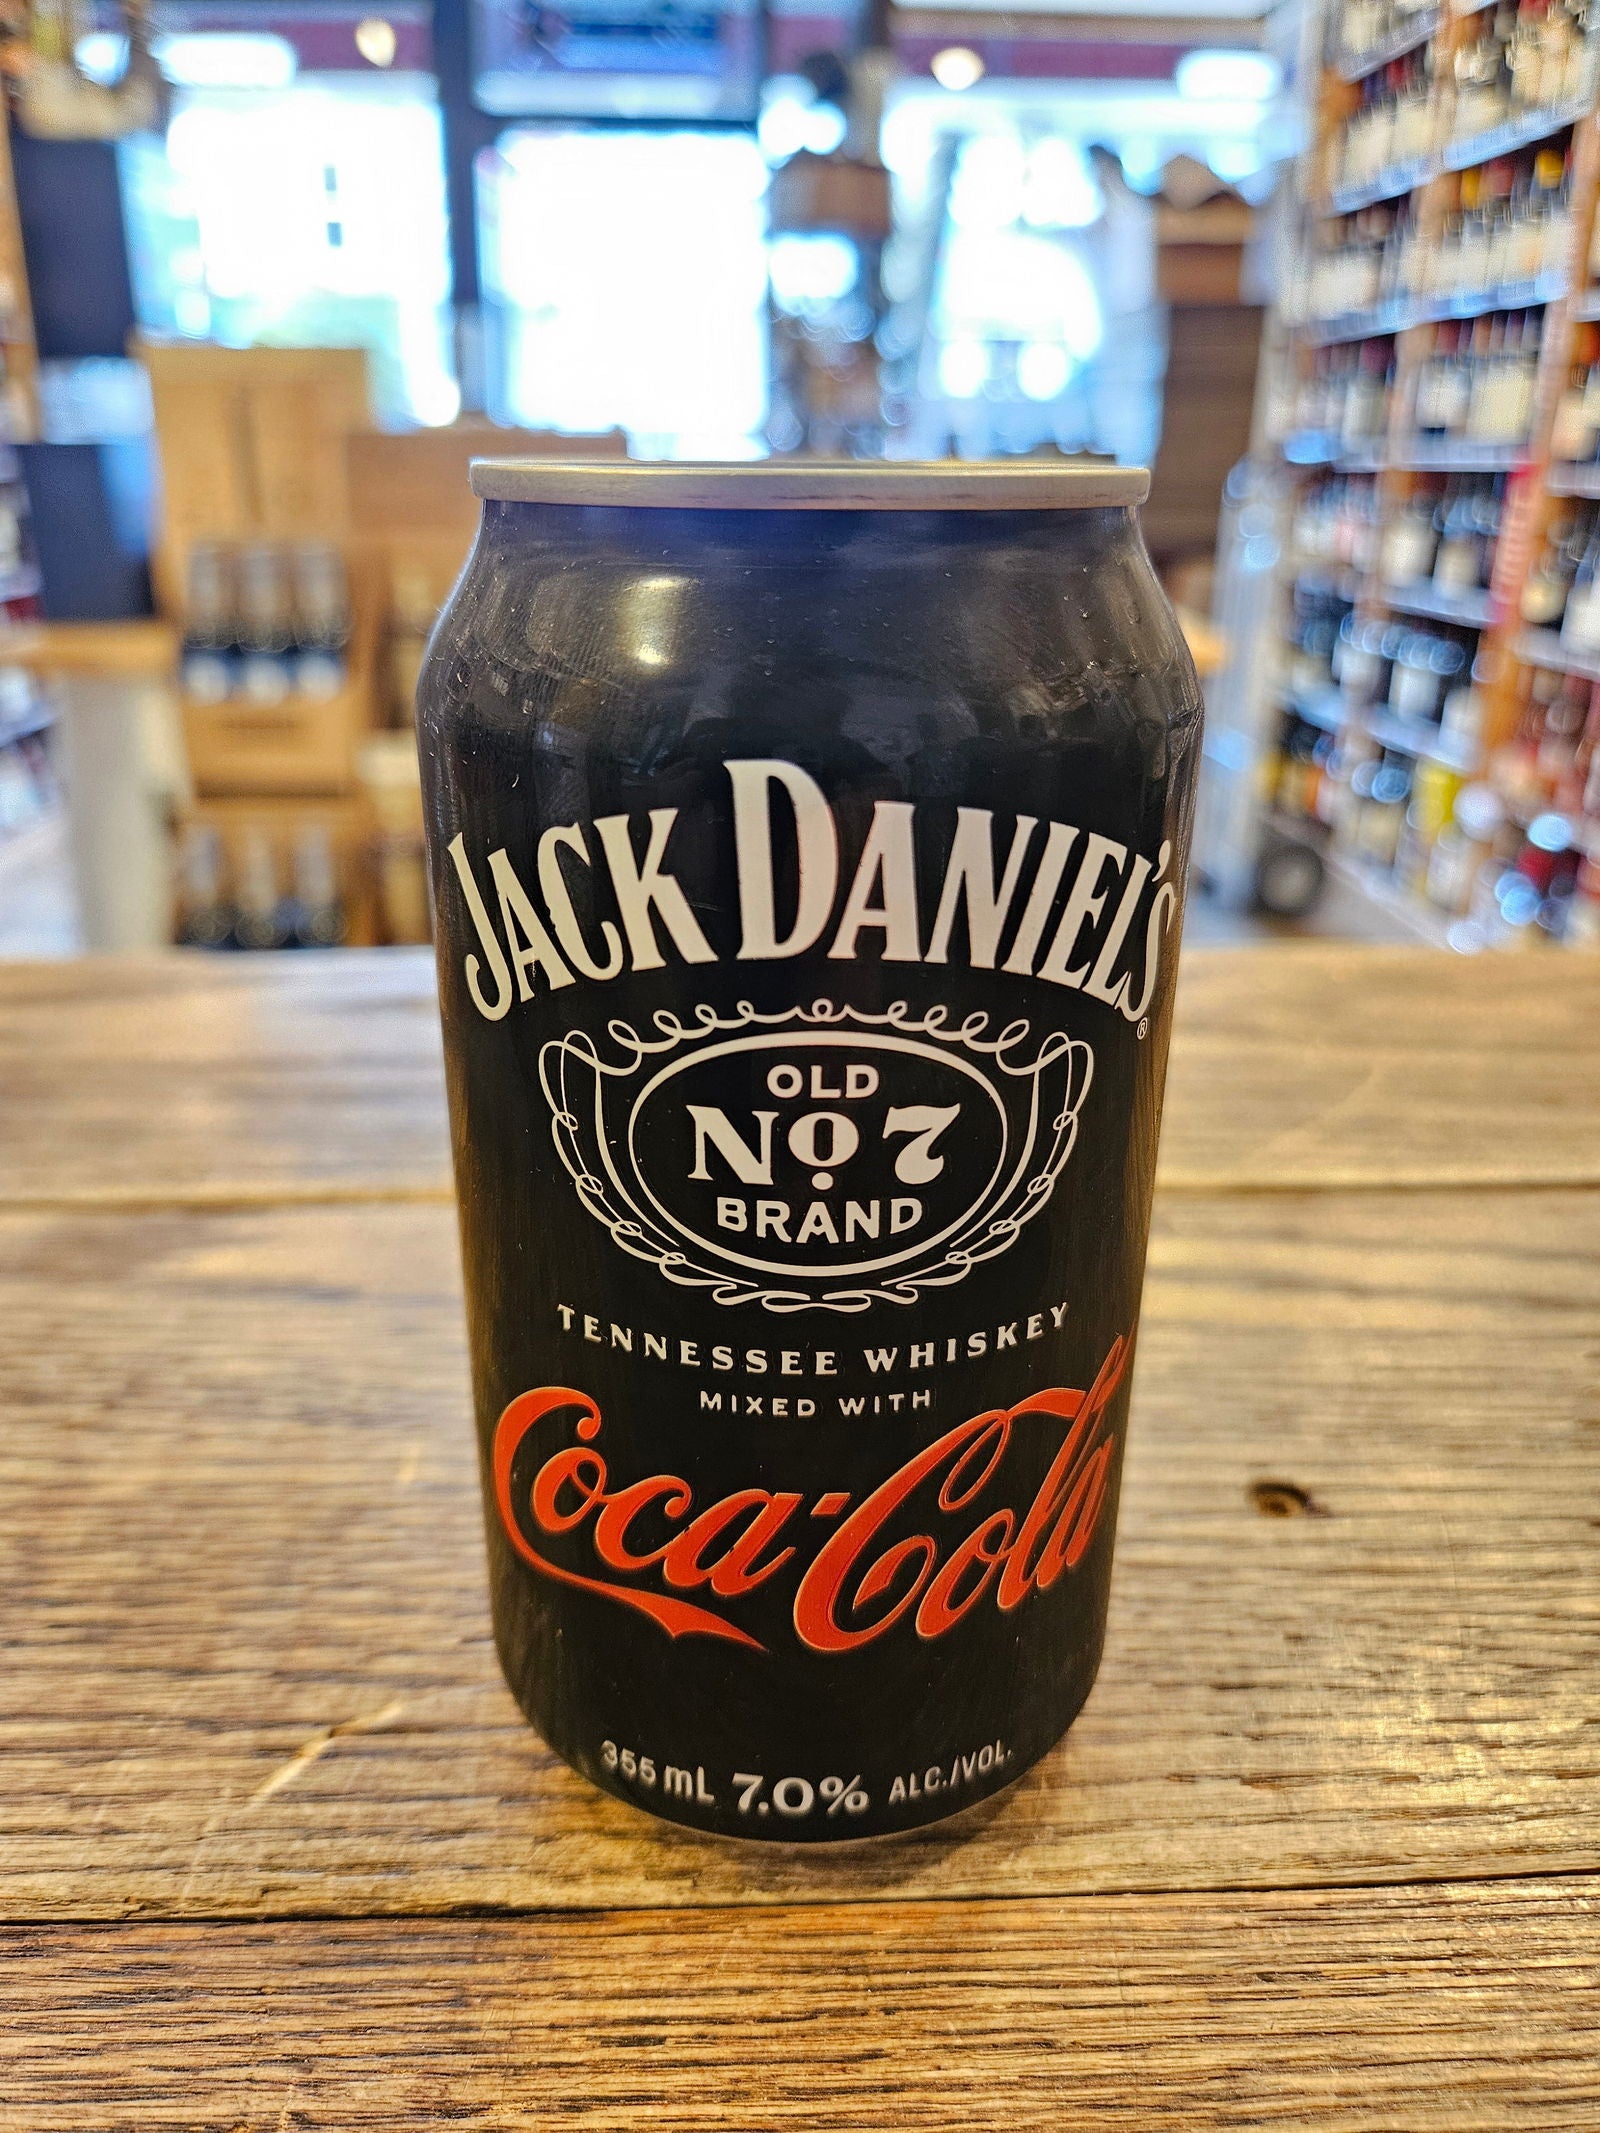 JACK DANIEL'S®
OLD
No. 7
BRAND
TENNESSEE WHISKEY
MIXED WITH
Coca-Cola
355 mL 7.0% ALC./VOL.